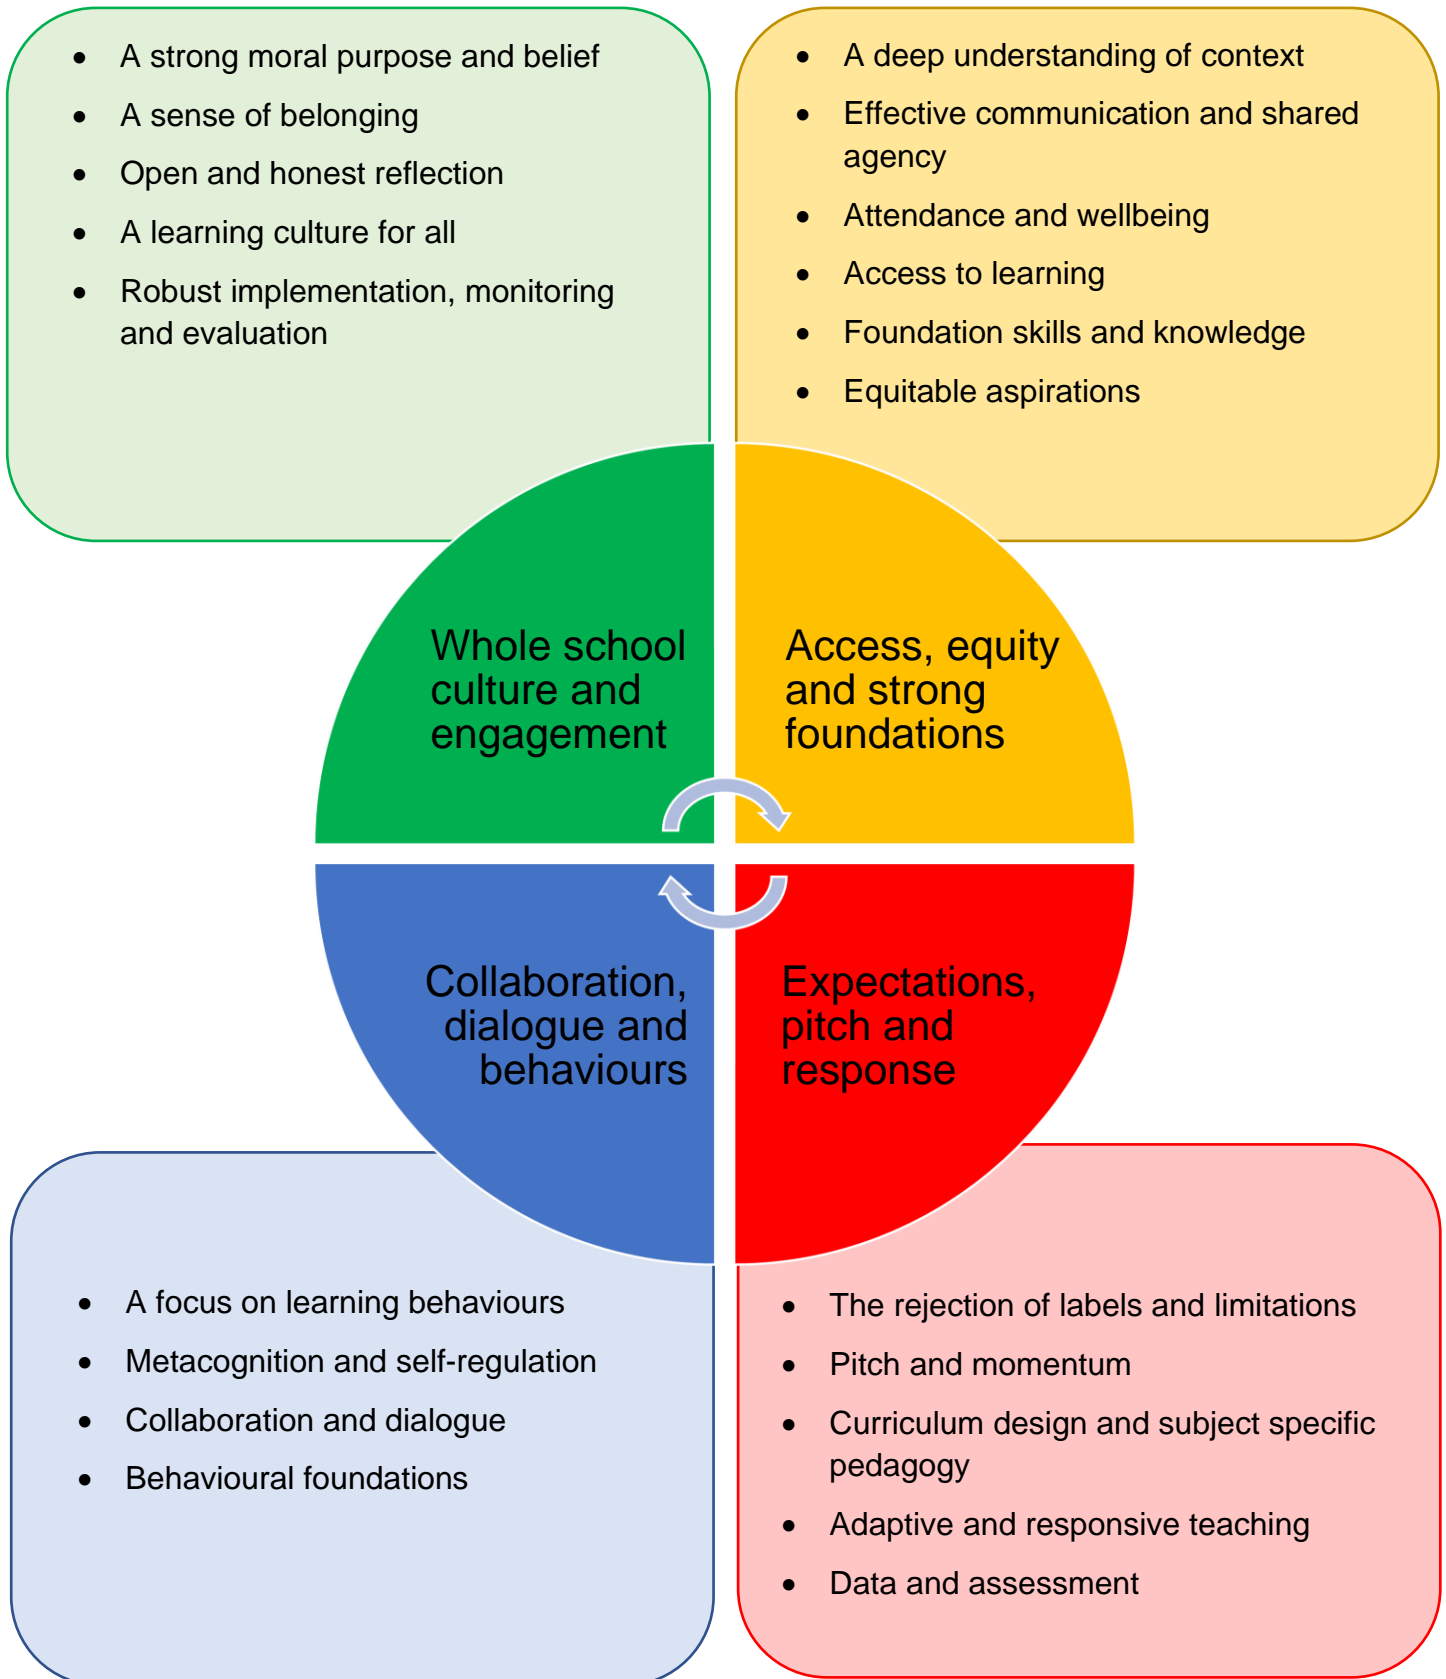 A strong moral purpose and belief
A sense of belonging
Open and honest reflection
A learning culture for all
Robust implementation, monitoring
and evaluation
A deep understanding of context
Effective communication and shared
agency
Attendance and wellbeing
Access to learning
Foundation skills and knowledge
Equitable aspirations
Whole school
culture and
engagement
Access, equity
and strong
foundations
Collaboration,
dialogue and
behaviours
Expectations,
pitch and
response
A focus on learning behaviours
Metacognition and self-regulation
Collaboration and dialogue
Behavioural foundations
The rejection of labels and limitations
Pitch and momentum
Curriculum design and subject specific
pedagogy
Adaptive and responsive teaching
Data and assessment